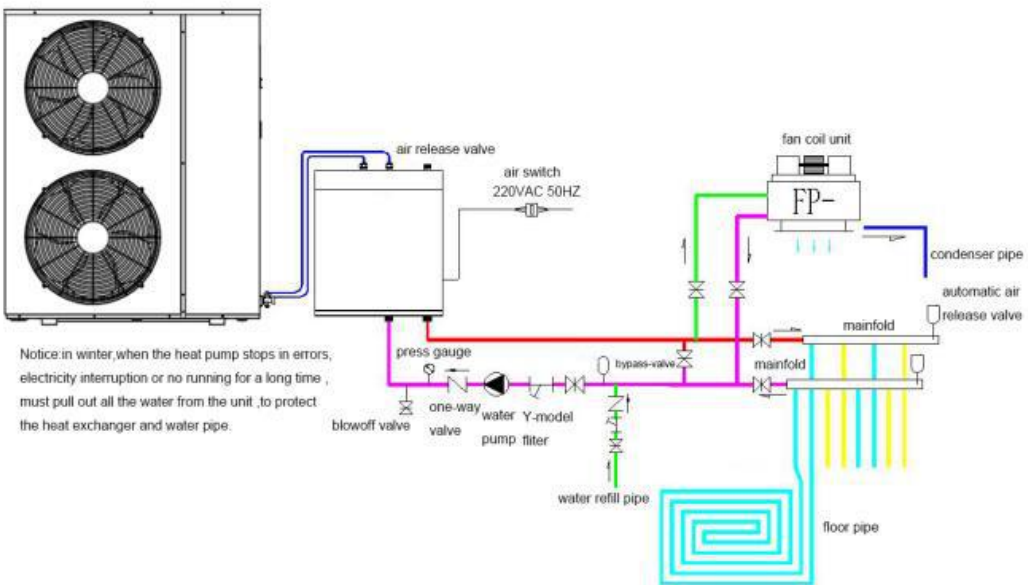 fan coil unit
air release valve
air switch
220VAC 50HZ
FP-
condenser pipe
automatic air
release valve
mainfold
Notice:in winter,when the heat pump stops in errors,
electricity interruption or no running for a long time ,
must pull out all the water from the unit ,to protect
the heat exchanger and water pipe.
press gauge
bypass-valve
mainfold
blowoff valve
one-way
valve
water
pump
Y-model
fliter
water refill pipe
floor pipe